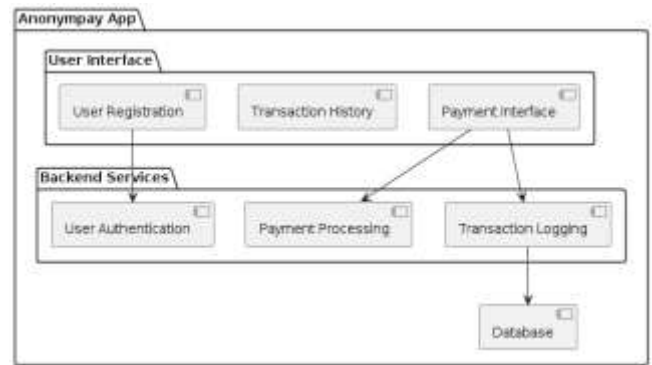 Anonympay App
User Interface
User Registration
Transaction History
Payment Interface
Backend Services
User Authentication
Payment Processing
Transaction Logging
Database